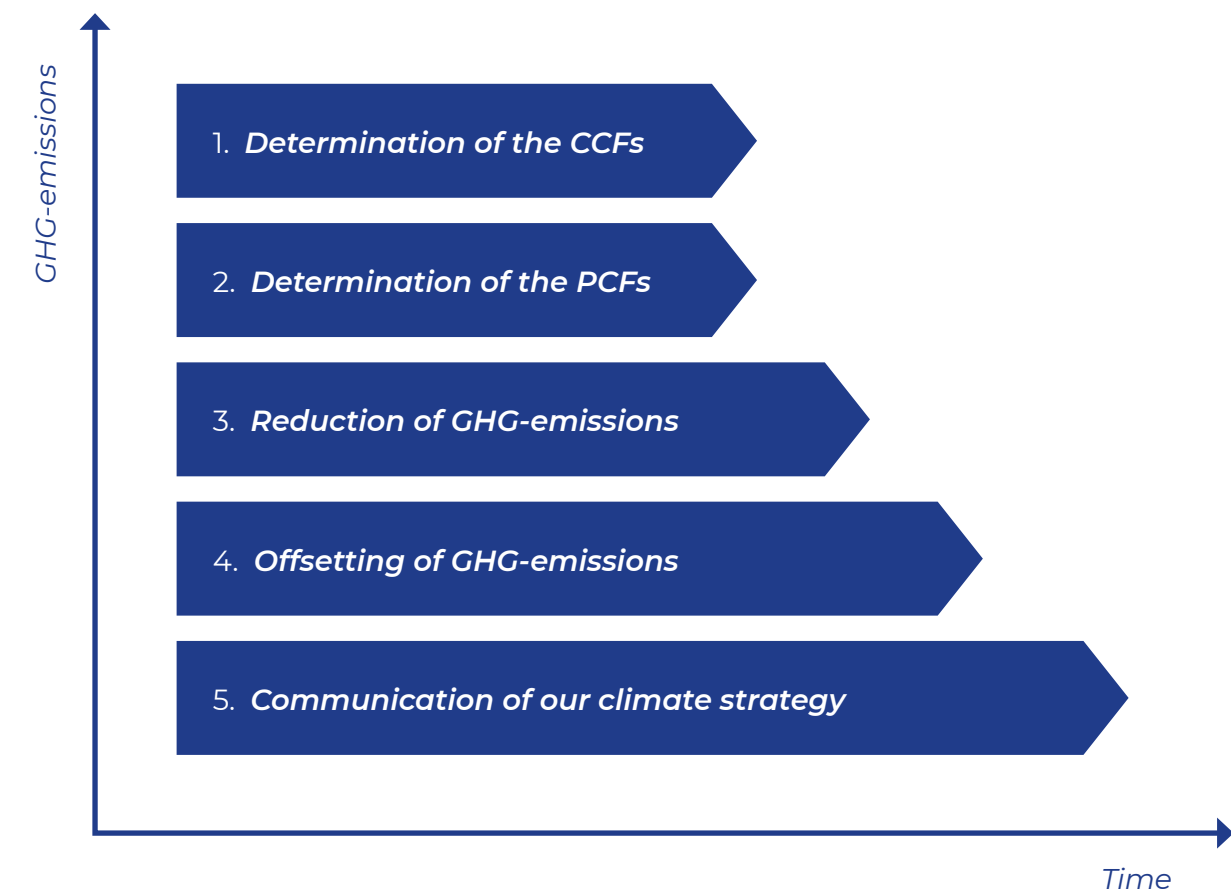 GHG-emissions
1. Determination of the CCFs
2. Determination of the PCFs
3. Reduction of GHG-emissions
4. Offsetting of GHG-emissions
5. Communication of our climate strategy
Time